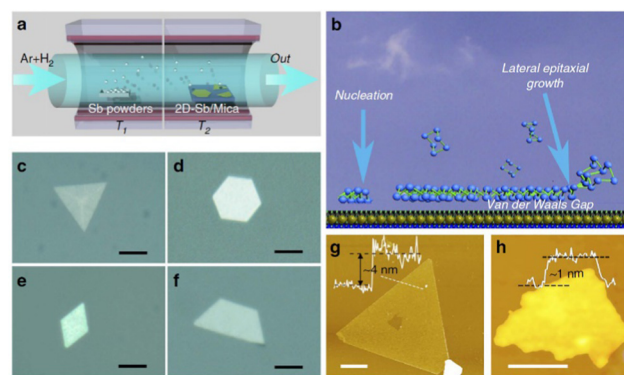 a
Ar+H2
Out
Sb powders
2D-Sb/Mica
T1
T2
b
Nucleation
Lateral epitaxial
growth
Van der Waals Gap
c
d
e
f
g
~4 nm
h
~1 nm